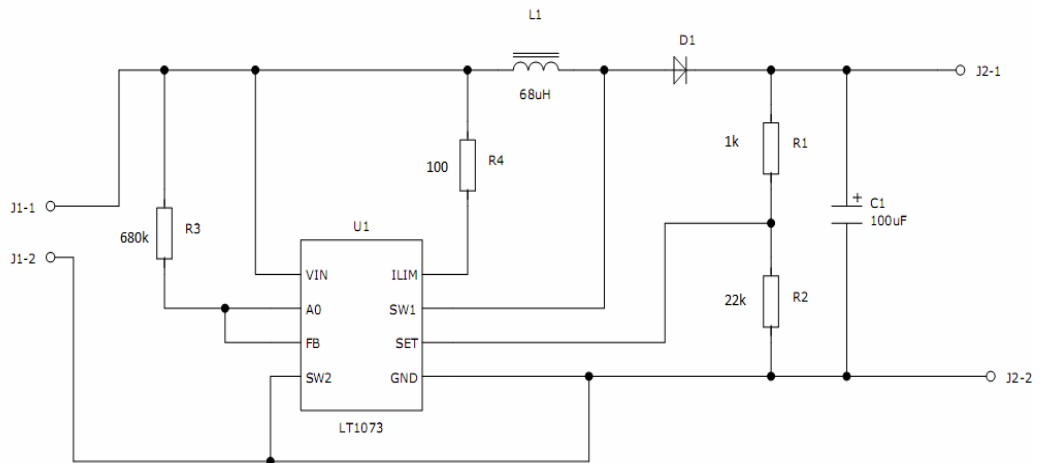 L1
D1
J2-1
68uH
1k
R1
100
R4
J1-1
C1
100uF
R3
680k
U1
J1-2
VIN
ILIM
22k
R2
A0
SW1
FB
SET
SW2
GND
J2-2
LT1073